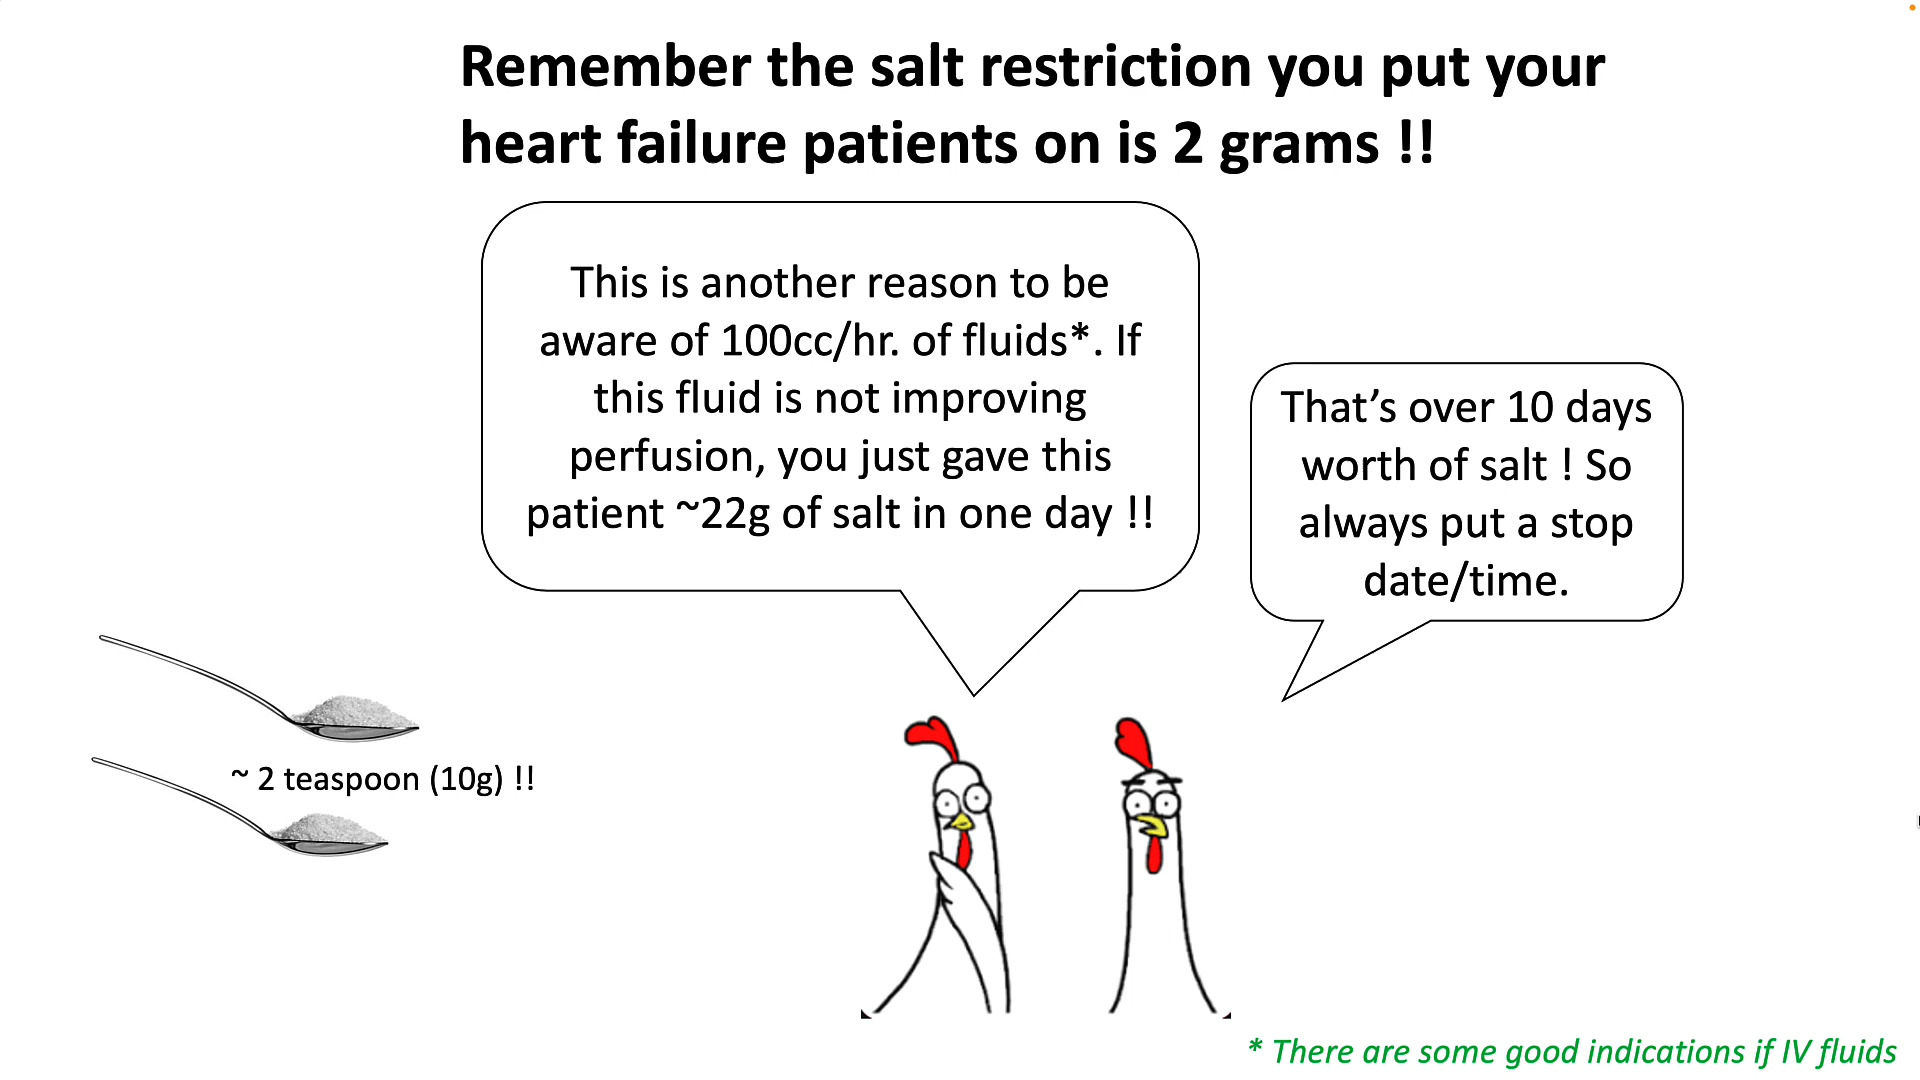 Remember the salt restriction you put your
heart failure patients on is 2 grams !!
This is another reason to be
aware of 100cc/hr. of fluids*. If
this fluid is not improving
perfusion, you just gave this
patient ~22g of salt in one day !!
That’s over 10 days
worth of salt ! So
always put a stop
date/time.
~ 2 teaspoon (10g) !!
* There are some good indications if IV fluids